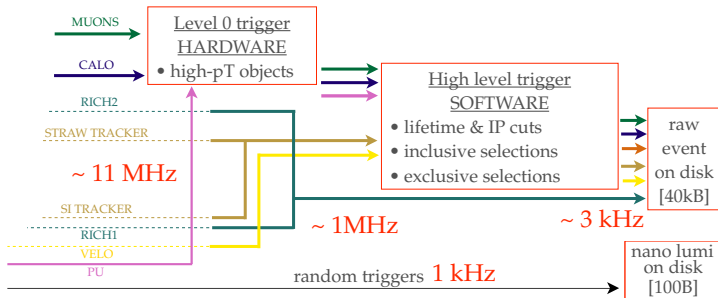 MUONS
CALO
Level 0 trigger
HARDWARE
• high-pT objects
RICH2
STRAW TRACKER
~ 11 MHz
SI TRACKER
RICH1
VELO
PU
High level trigger
SOFTWARE
• lifetime & IP cuts
• inclusive selections
• exclusive selections
~ 1MHz
~ 3 kHz
raw
event
on disk
[40kB]
random triggers 1 kHz
nano lumi
on disk
[100B]